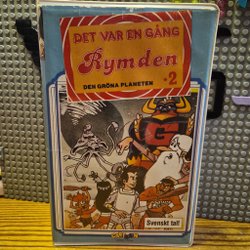 DET VAR EN GÅNG
Rymden
DEN GRÖNA PLANETEN
·2
Svenskt tal!